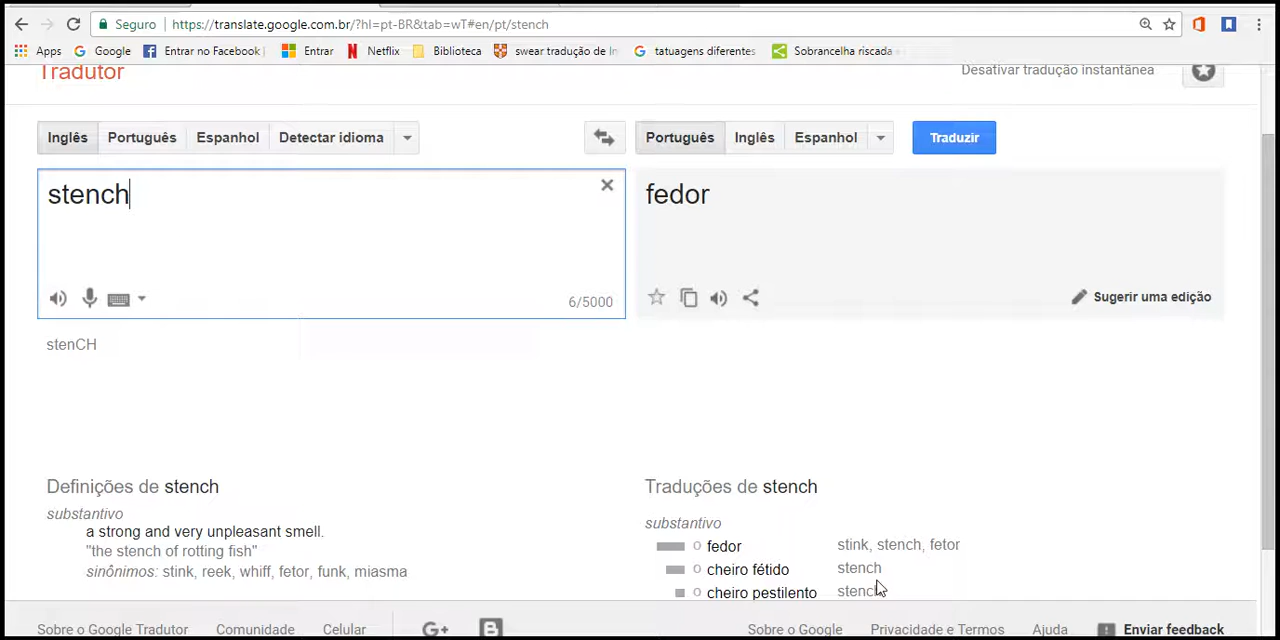 Seguro https://translate.google.com.br/?hl=pt-BR&tab=wT#en/pt/stench
Apps Google Entrar no Facebook Entrar Netflix Biblioteca swear tradução de In tatuagens diferentes Sobrancelha riscada
Tradutor Desativar tradução instantânea
Inglês Português Espanhol Detectar idioma Português Inglês Espanhol Traduzir
stench fedor
6/5000 Sugerir uma edição
stenCH
Definições de stench Traduções de stench
substantivo substantivo
a strong and very unpleasant smell.
"the stench of rotting fish" fedor stink, stench, fetor
sinônimos: stink, reek, whiff, fetor, funk, miasma cheiro fétido stench
cheiro pestilento stench
Sobre o Google Tradutor Comunidade Celular G+ B Sobre o Google Privacidade e Termos Ajuda Enviar feedback